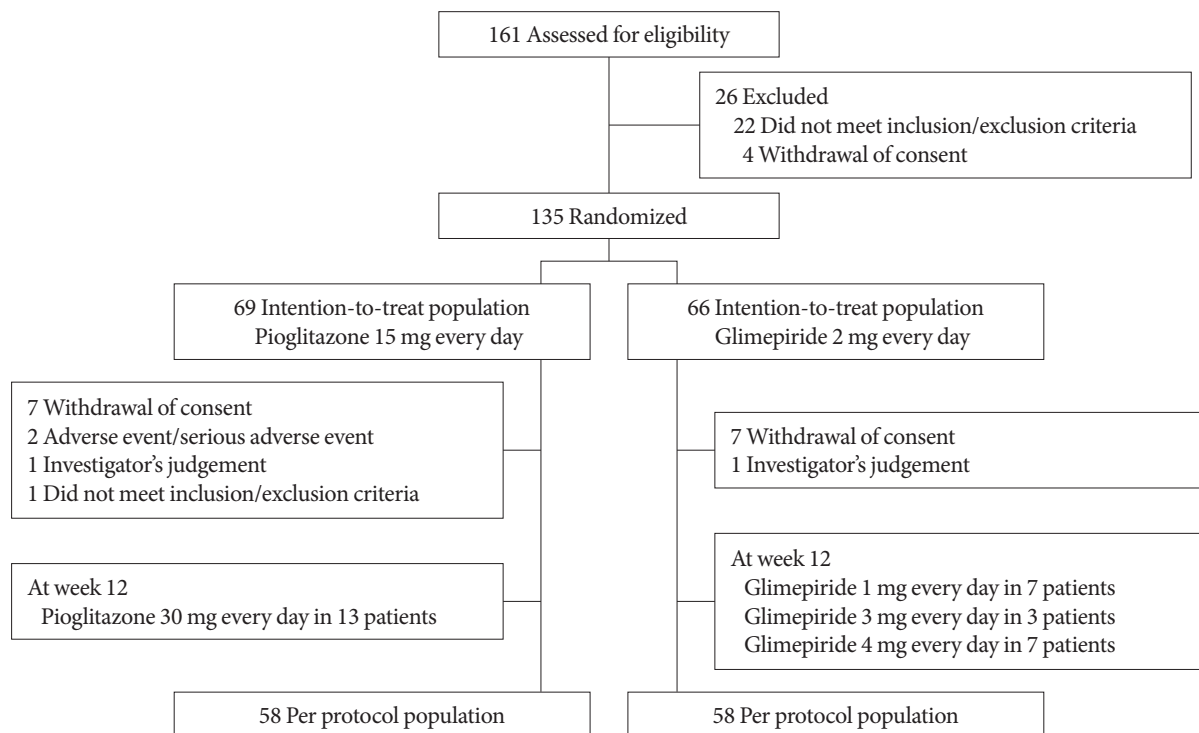 161 Assessed for eligibility
26 Excluded
22 Did not meet inclusion/exclusion criteria
4 Withdrawal of consent
135 Randomized
69 Intention-to-treat population
Pioglitazone 15 mg every day
66 Intention-to-treat population
Glimepiride 2 mg every day
7 Withdrawal of consent
2 Adverse event/serious adverse event
1 Investigator’s judgement
1 Did not meet inclusion/exclusion criteria
7 Withdrawal of consent
1 Investigator’s judgement
At week 12
Pioglitazone 30 mg every day in 13 patients
At week 12
Glimepiride 1 mg every day in 7 patients
Glimepiride 3 mg every day in 3 patients
Glimepiride 4 mg every day in 7 patients
58 Per protocol population
58 Per protocol population